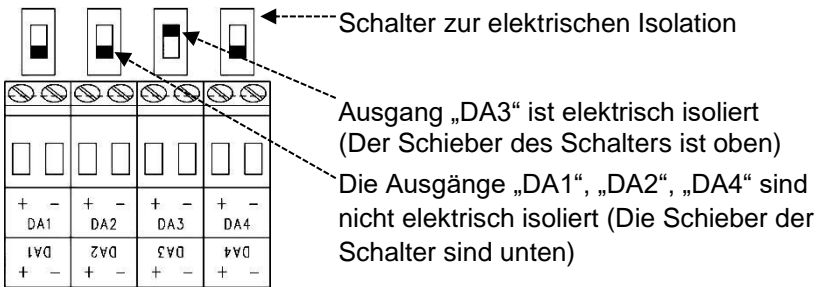 Schalter zur elektrischen Isolation
Ausgang „DA3“ ist elektrisch isoliert
(Der Schieber des Schalters ist oben)
Die Ausgänge „DA1“, „DA2“, „DA4“ sind
nicht elektrisch isoliert (Die Schieber der
Schalter sind unten)
+ - + - + - + -
DA1 DA2 DA3 DA4
DA1 DA2 DA3 DA4
+ - + - + - + -